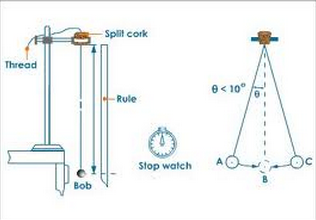 Split cork
Thread
Rule
Bob
Stop watch
θ < 10°
θ
A
B
C